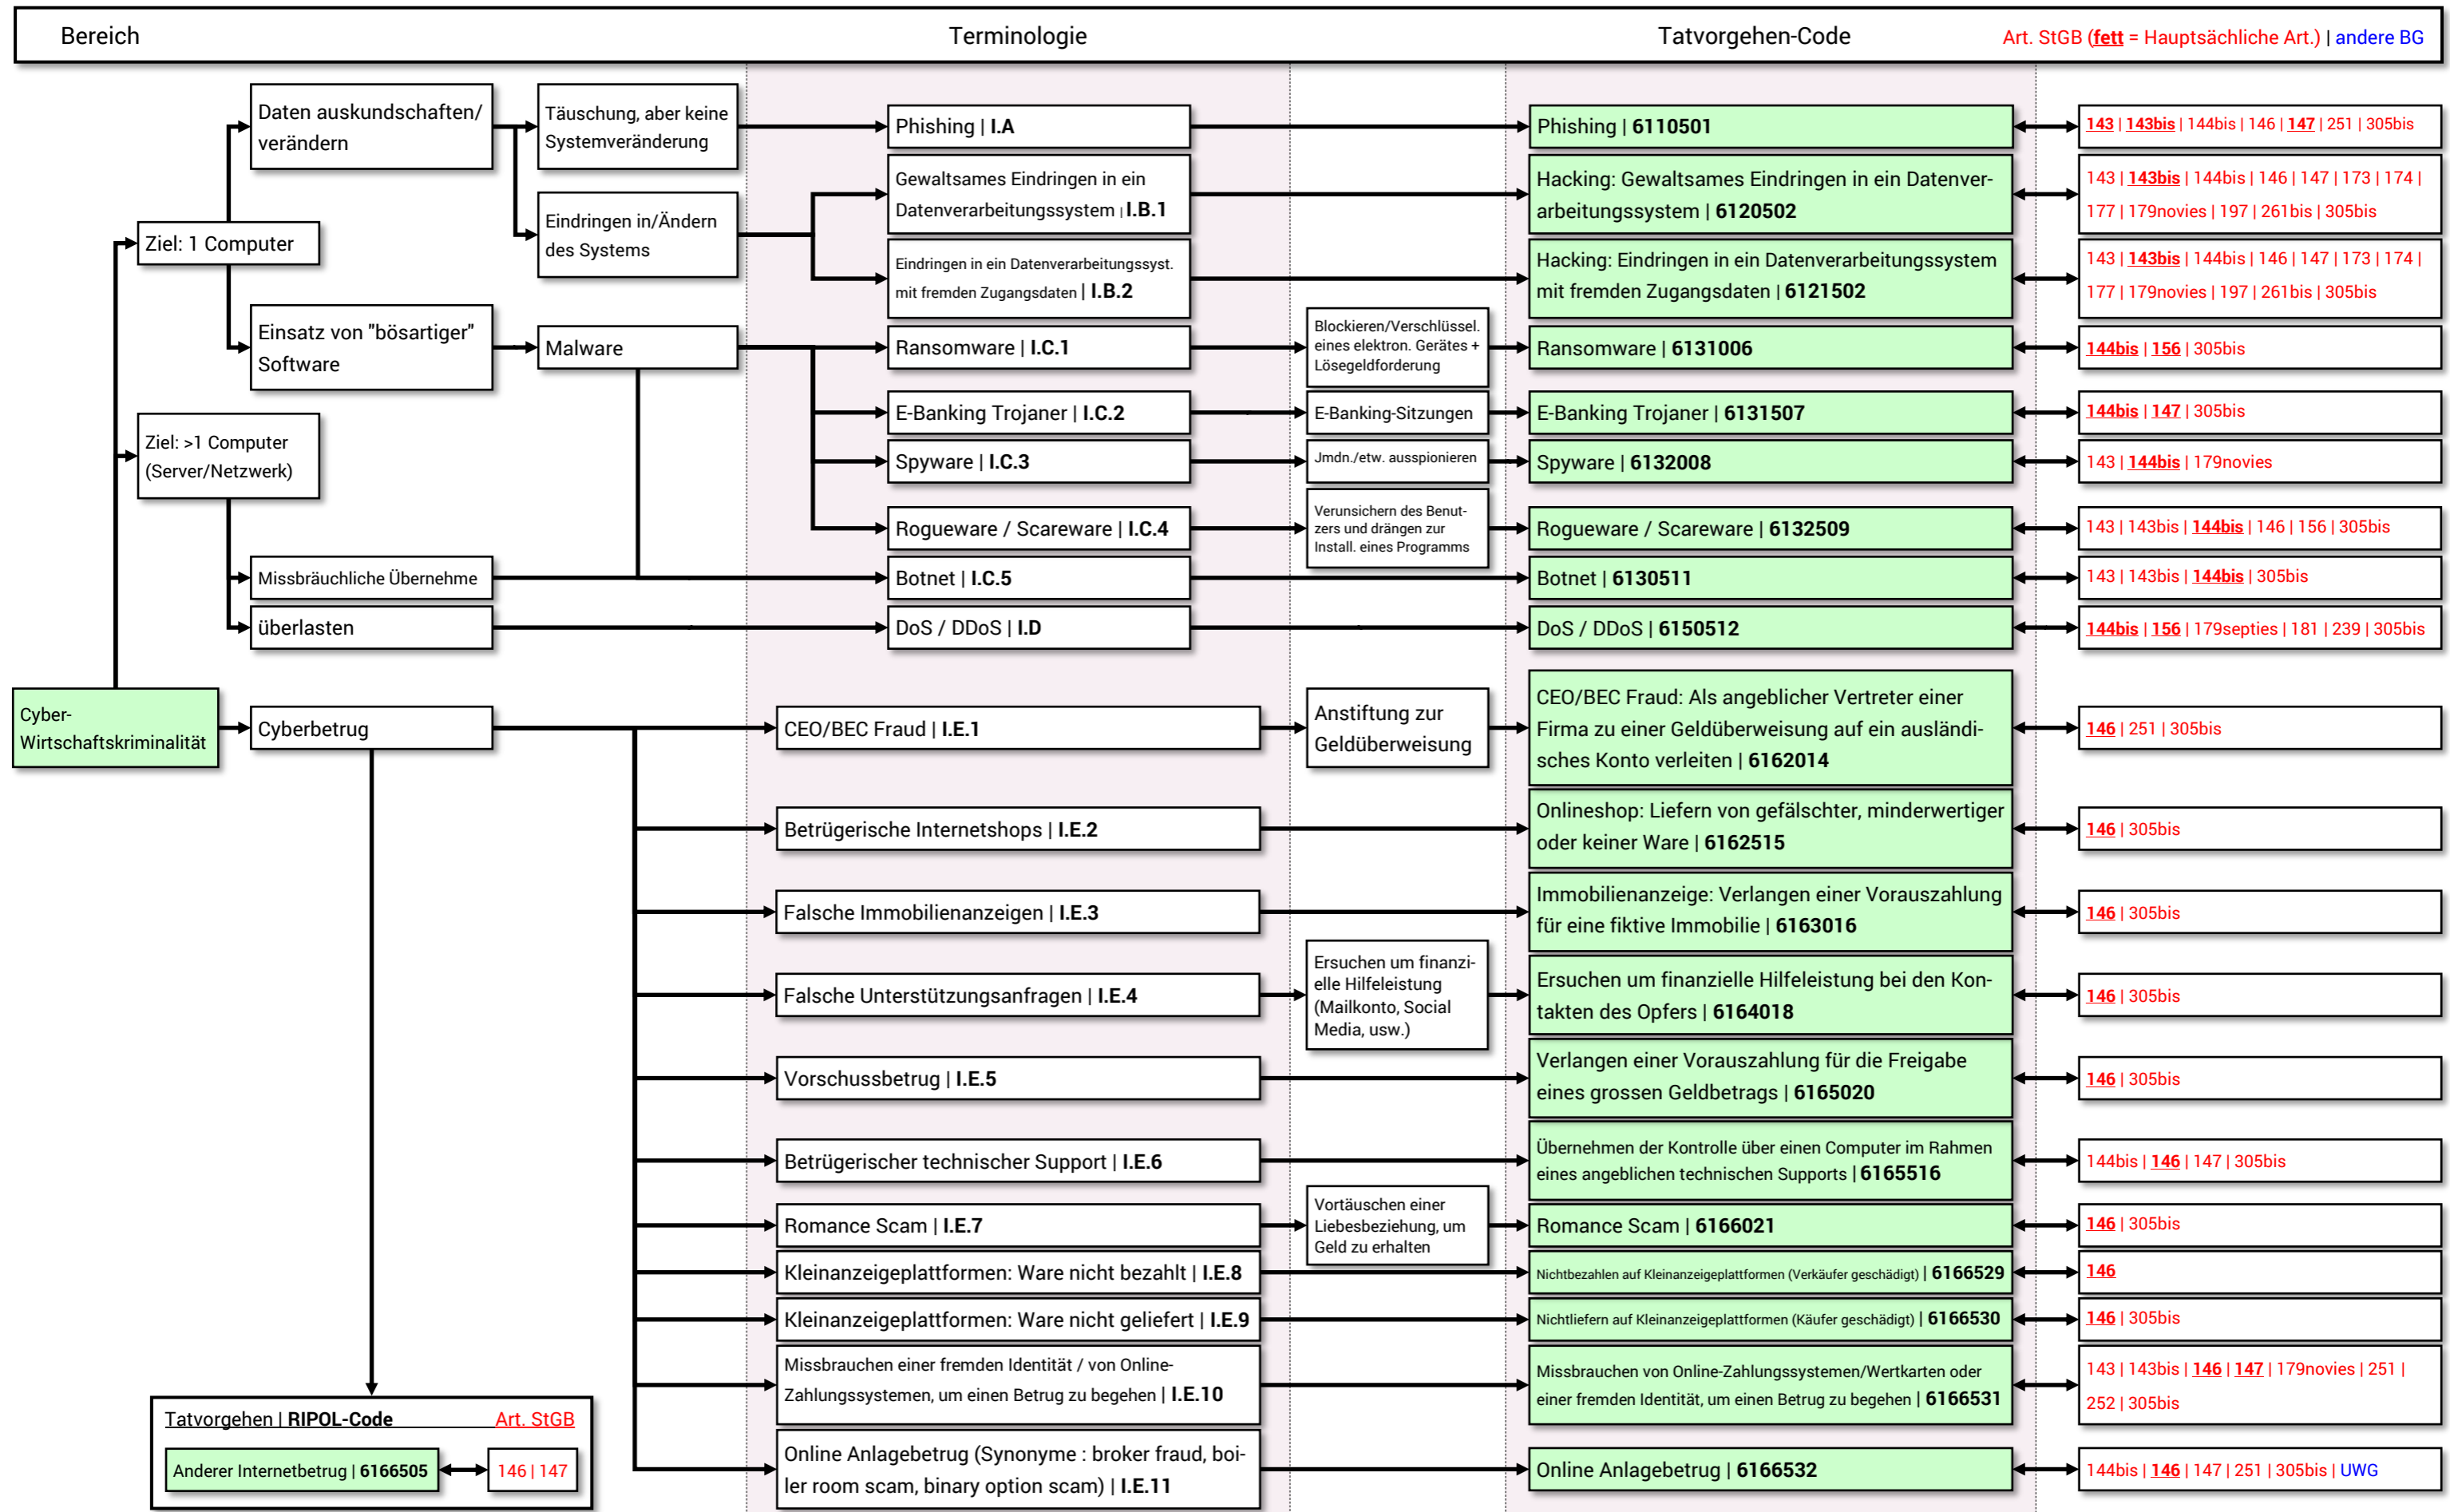 Bereich Terminologie Tatvorgehen-Code Art. StGB (fett = Hauptsächliche Art.) | andere BG
Daten auskundschaften/
verändern
Täuschung, aber keine
Systemveränderung
Phishing | I.A
Phishing | 6110501
143 | 143bis | 144bis | 146 | 147 | 251 | 305bis
Ziel: 1 Computer
Eindringen in/Ändern
des Systems
Gewaltsames Eindringen in ein
Datenverarbeitungssystem | I.B.1
Hacking: Gewaltsames Eindringen in ein Datenver-
arbeitungssystem | 6120502
143 | 143bis | 144bis | 146 | 147 | 173 | 174 |
177 | 179novies | 197 | 261bis | 305bis
Eindringen in ein Datenverarbeitungssyst.
mit fremden Zugangsdaten | I.B.2
Hacking: Eindringen in ein Datenverarbeitungssystem
mit fremden Zugangsdaten | 6121502
143 | 143bis | 144bis | 146 | 147 | 173 | 174 |
177 | 179novies | 197 | 261bis | 305bis
Einsatz von "bösartiger"
Software
Malware
Ransomware | I.C.1
Blockieren/Verschlüssel.
eines elektron. Gerätes +
Lösegeldforderung
Ransomware | 6131006
144bis | 156 | 305bis
E-Banking Trojaner | I.C.2
E-Banking-Sitzungen
E-Banking Trojaner | 6131507
144bis | 147 | 305bis
Ziel: >1 Computer
(Server/Netzwerk)
Spyware | I.C.3
Jmdn./etw. ausspionieren
Spyware | 6132008
143 | 144bis | 179novies
Rogueware / Scareware | I.C.4
Verunsichern des Benut-
zers und drängen zur
Install. eines Programms
Rogueware / Scareware | 6132509
143 | 143bis | 144bis | 146 | 156 | 305bis
Missbräuchliche Übernehme
Botnet | I.C.5
Botnet | 6130511
143 | 143bis | 144bis | 305bis
überlasten
DoS / DDoS | I.D
DoS / DDoS | 6150512
144bis | 156 | 179septies | 181 | 239 | 305bis
Cyber-
Wirtschaftskriminalität
Cyberbetrug
CEO/BEC Fraud | I.E.1
Anstiftung zur
Geldüberweisung
CEO/BEC Fraud: Als angeblicher Vertreter einer
Firma zu einer Geldüberweisung auf ein ausländi-
sches Konto verleiten | 6162014
146 | 251 | 305bis
Betrügerische Internetshops | I.E.2
Onlineshop: Liefern von gefälschter, minderwertiger
oder keiner Ware | 6162515
146 | 305bis
Falsche Immobilienanzeigen | I.E.3
Immobilienanzeige: Verlangen einer Vorauszahlung
für eine fiktive Immobilie | 6163016
146 | 305bis
Falsche Unterstützungsanfragen | I.E.4
Ersuchen um finanzi-
elle Hilfeleistung
(Mailkonto, Social
Media, usw.)
Ersuchen um finanzielle Hilfeleistung bei den Kon-
takten des Opfers | 6164018
146 | 305bis
Vorschussbetrug | I.E.5
Verlangen einer Vorauszahlung für die Freigabe
eines grossen Geldbetrags | 6165020
146 | 305bis
Betrügerischer technischer Support | I.E.6
Übernehmen der Kontrolle über einen Computer im Rahmen
eines angeblichen technischen Supports | 6165516
144bis | 146 | 147 | 305bis
Romance Scam | I.E.7
Vortäuschen einer
Liebesbeziehung, um
Geld zu erhalten
Romance Scam | 6166021
146 | 305bis
Kleinanzeigeplattformen: Ware nicht bezahlt | I.E.8
Nichtbezahlen auf Kleinanzeigeplattformen (Verkäufer geschädigt) | 6166529
146
Kleinanzeigeplattformen: Ware nicht geliefert | I.E.9
Nichtliefern auf Kleinanzeigeplattformen (Käufer geschädigt) | 6166530
146 | 305bis
Missbrauchen einer fremden Identität / von Online-
Zahlungssystemen, um einen Betrug zu begehen | I.E.10
Missbrauchen von Online-Zahlungssystemen/Wertkarten oder
einer fremden Identität, um einen Betrug zu begehen | 6166531
143 | 143bis | 146 | 147 | 179novies | 251 |
252 | 305bis
Online Anlagebetrug (Synonyme : broker fraud, boi-
ler room scam, binary option scam) | I.E.11
Online Anlagebetrug | 6166532
144bis | 146 | 147 | 251 | 305bis | UWG
Tatvorgehen | RIPOL-Code Art. StGB
Anderer Internetbetrug | 6166505
146 | 147